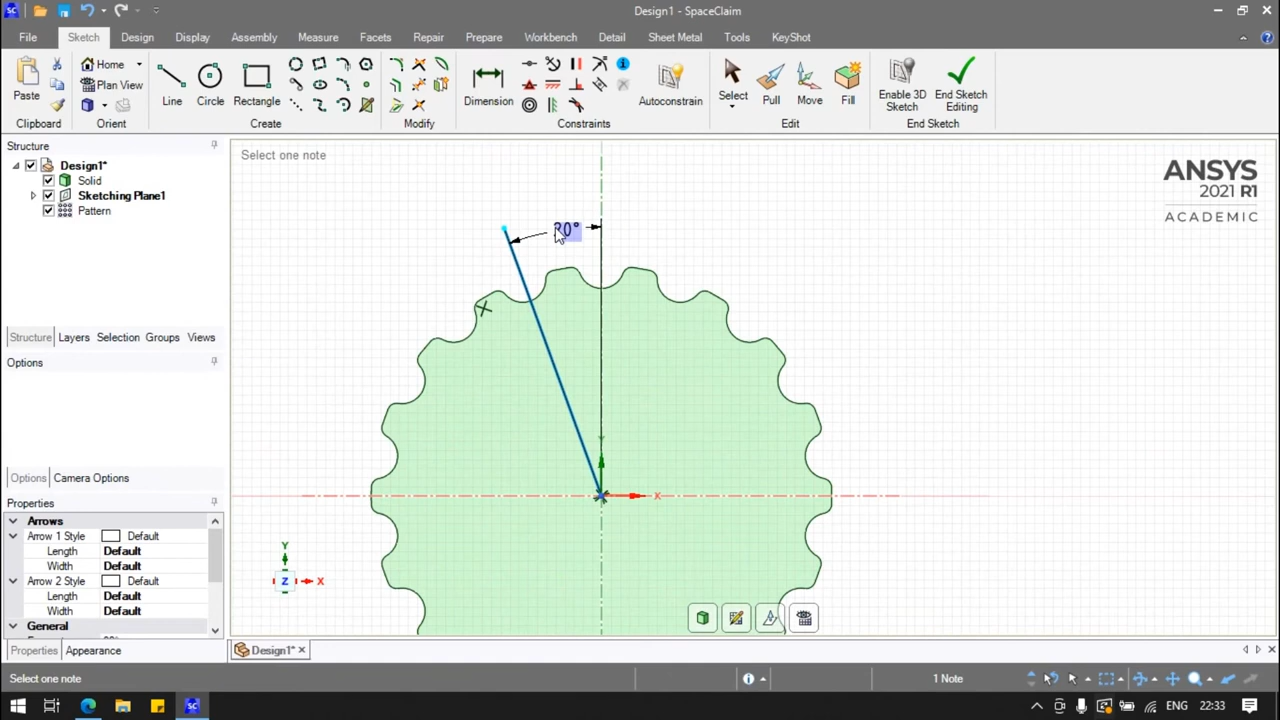 Design1 - SpaceClaim
File Sketch Design Display Assembly Measure Facets Repair Prepare Workbench Detail Sheet Metal Tools KeyShot
Paste
Clipboard
Home
Plan View
Orient
Line
Circle
Rectangle
Create
Modify
Dimension
Constraints
Autoconstrain
Select
Pull
Move
Fill
Edit
Enable 3D
Sketch
End Sketch
Editing
End Sketch
Structure
Design1*
Solid
Sketching Plane1
Pattern
Structure Layers Selection Groups Views
Options
Options Camera Options
Properties
Arrows
Arrow 1 Style Default
Length Default
Width Default
Arrow 2 Style Default
Length Default
Width Default
General
Properties Appearance
Select one note
ANSYS
2021 R1
ACADEMIC
Y
X
Y
Z
X
Design1*
Select one note
1 Note
ENG 22:33